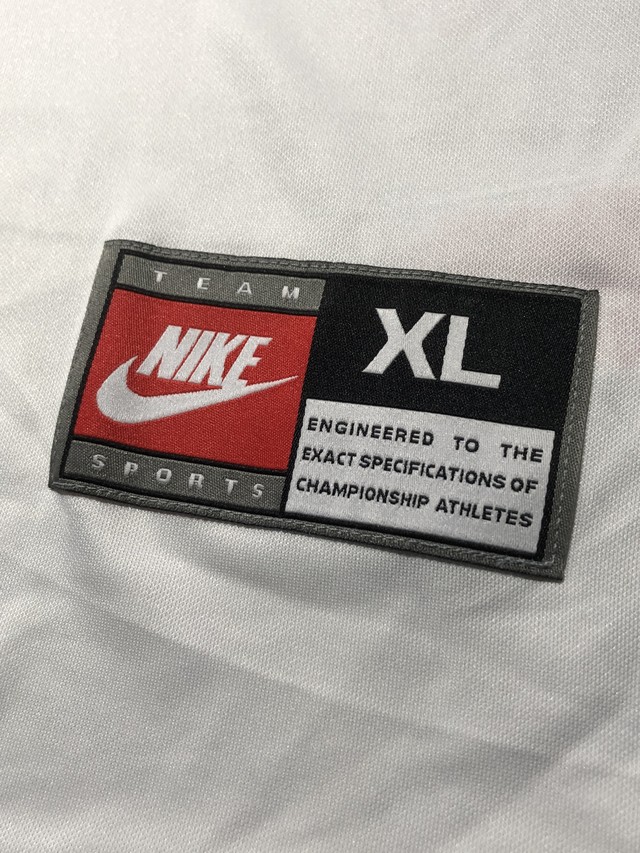 TEAM
NIKE
SPORTS
XL
ENGINEERED TO THE
EXACT SPECIFICATIONS OF
CHAMPIONSHIP ATHLETES